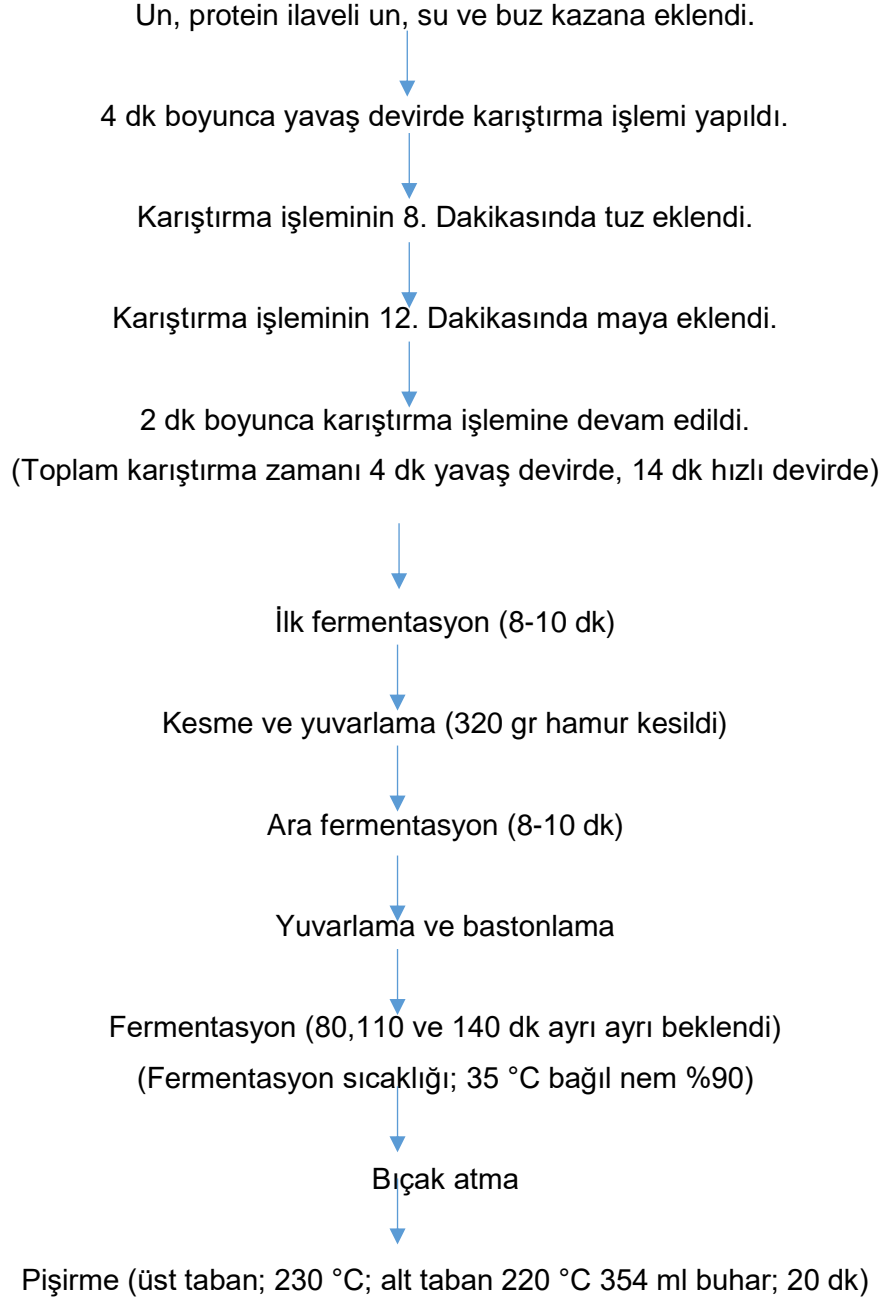 Un, protein ilaveli un, su ve buz kazana eklendi.
4 dk boyunca yavaş devirde karıştırma işlemi yapıldı.
Karıştırma işleminin 8. Dakikasında tuz eklendi.
Karıştırma işleminin 12. Dakikasında maya eklendi.
2 dk boyunca karıştırma işlemine devam edildi.
(Toplam karıştırma zamanı 4 dk yavaş devirde, 14 dk hızlı devirde)
İlk fermentasyon (8-10 dk)
Kesme ve yuvarlama (320 gr hamur kesildi)
Ara fermentasyon (8-10 dk)
Yuvarlama ve bastonlama
Fermentasyon (80,110 ve 140 dk ayrı ayrı beklendi)
(Fermentasyon sıcaklığı; 35 °C bağıl nem %90)
Bıçak atma
Pişirme (üst taban; 230 °C; alt taban 220 °C 354 ml buhar; 20 dk)